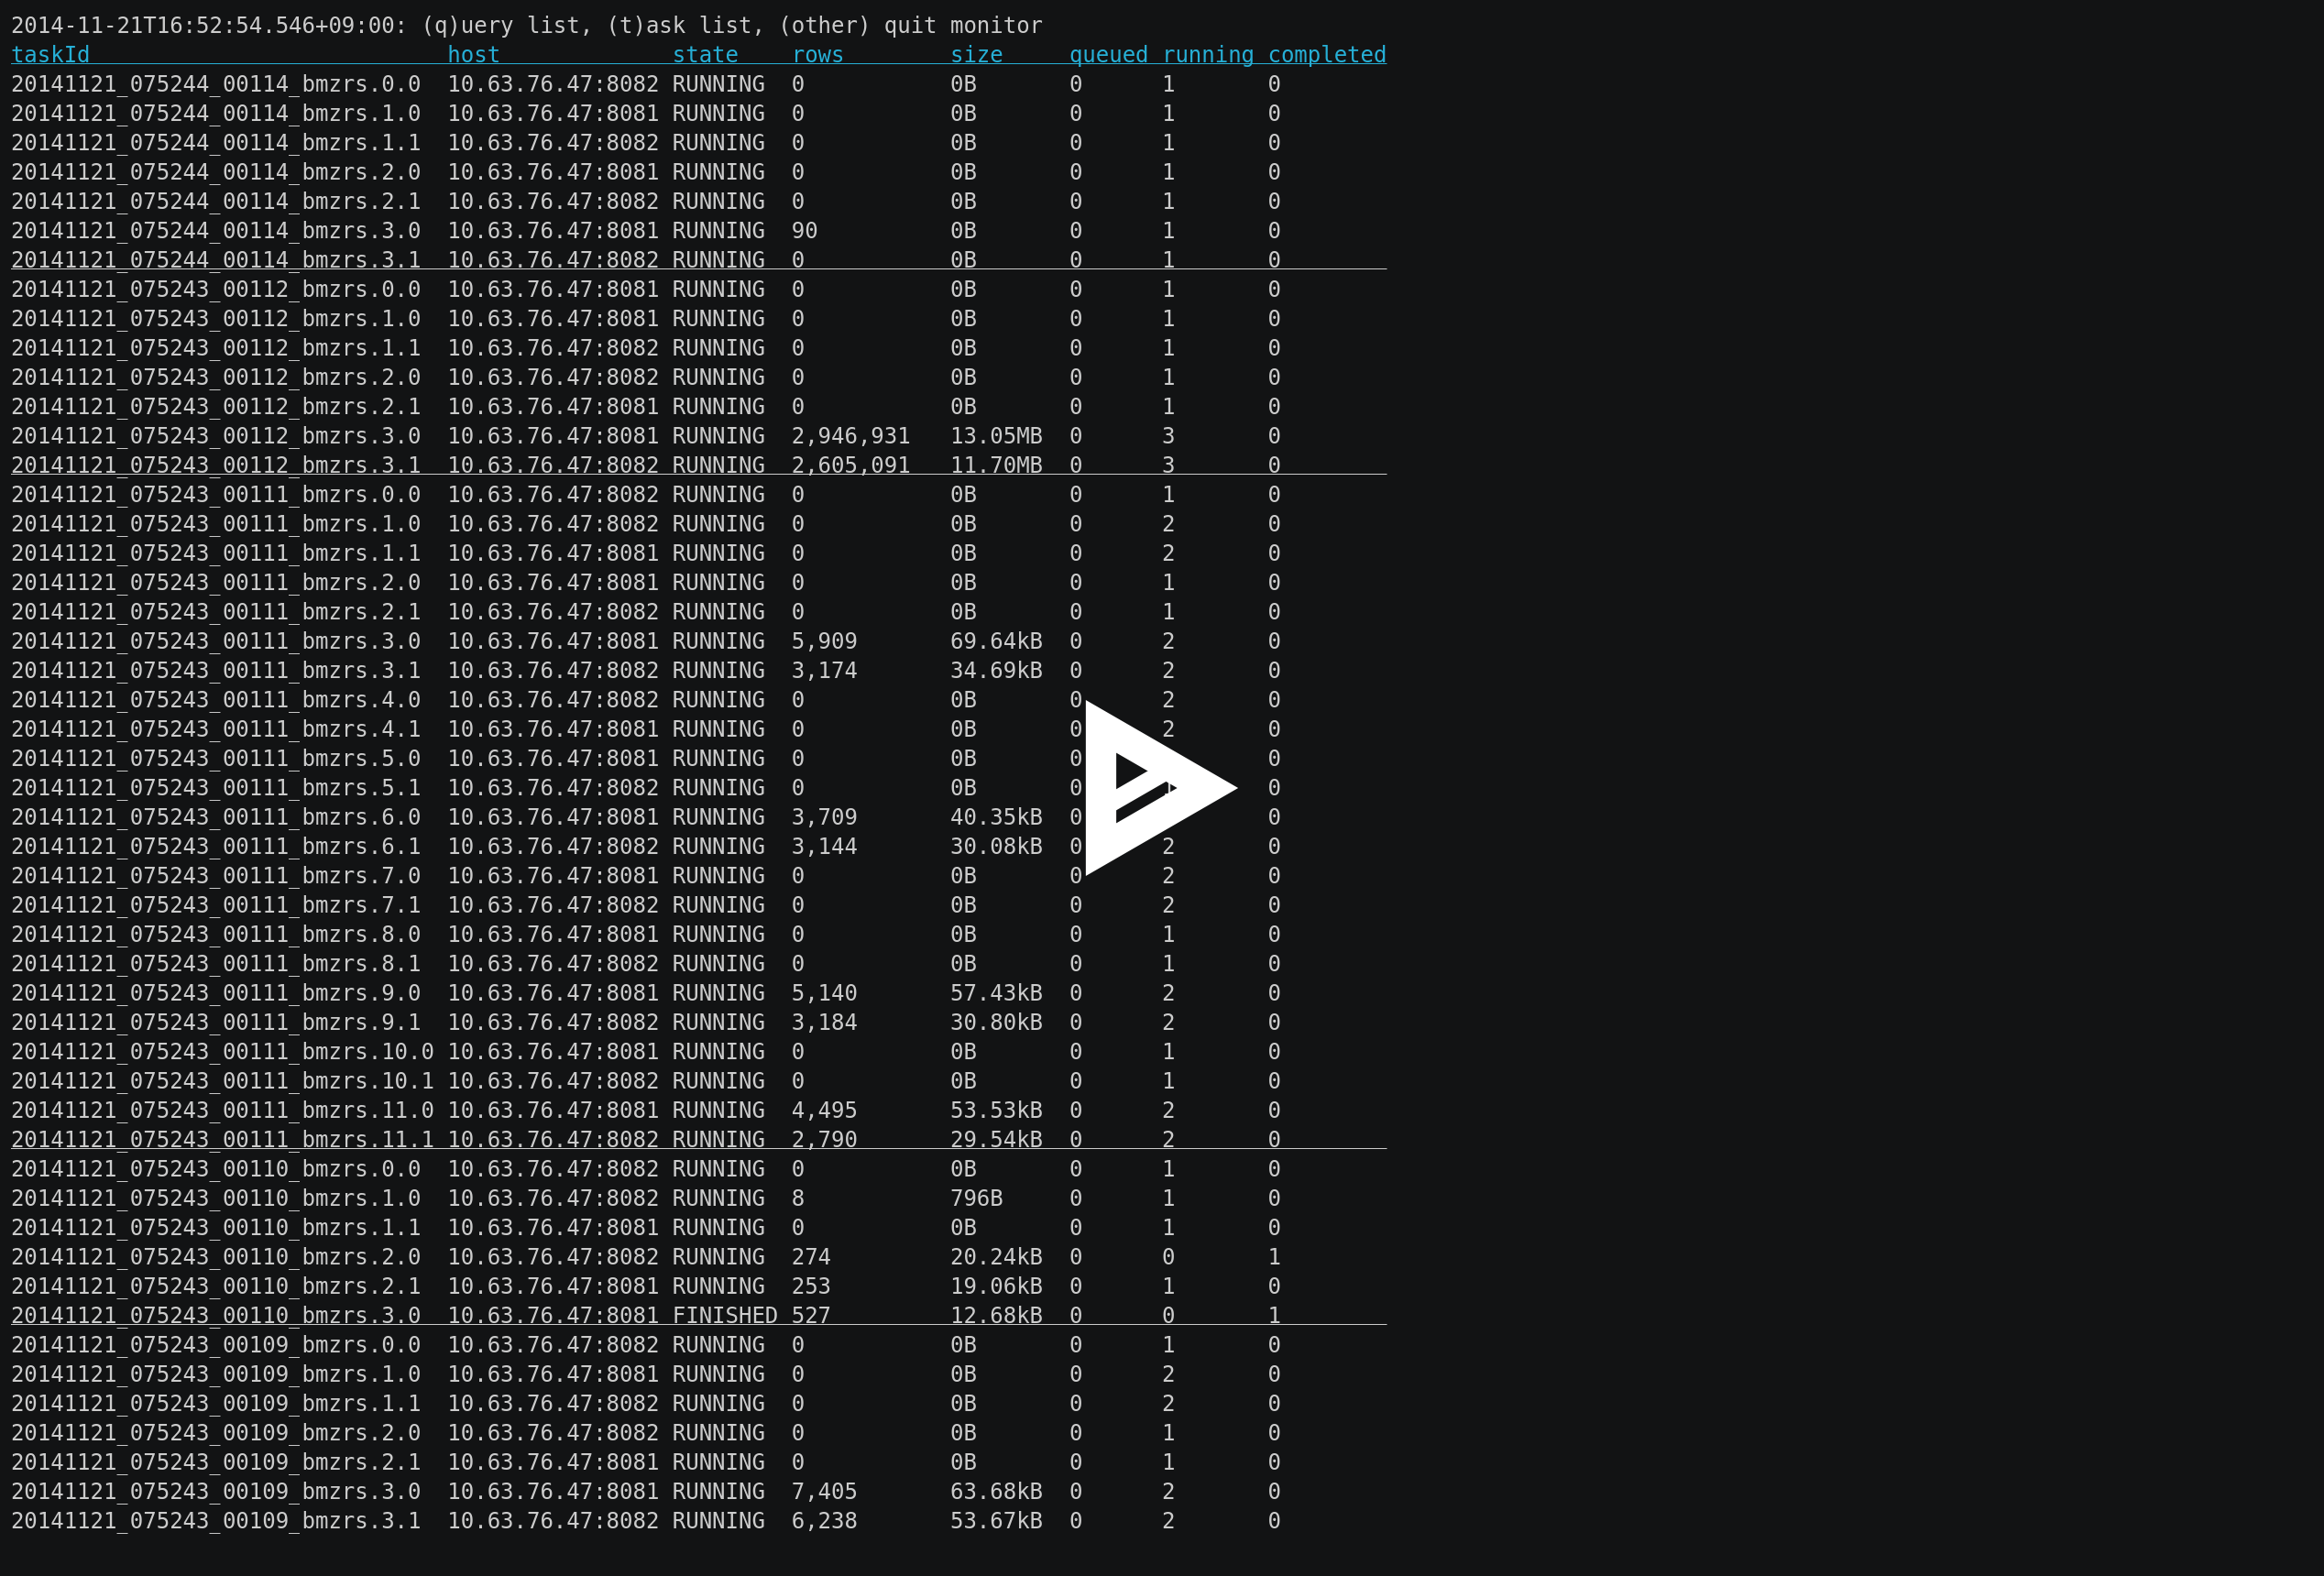 2014-11-21T16:52:54.546+09:00: (q)uery list, (t)ask list, (other) quit monitor
taskId host state rows size queued running completed
20141121_075244_00114_bmzrs.0.0 10.63.76.47:8082 RUNNING 0 0B 0 1 0
20141121_075244_00114_bmzrs.1.0 10.63.76.47:8081 RUNNING 0 0B 0 1 0
20141121_075244_00114_bmzrs.1.1 10.63.76.47:8082 RUNNING 0 0B 0 1 0
20141121_075244_00114_bmzrs.2.0 10.63.76.47:8081 RUNNING 0 0B 0 1 0
20141121_075244_00114_bmzrs.2.1 10.63.76.47:8082 RUNNING 0 0B 0 1 0
20141121_075244_00114_bmzrs.3.0 10.63.76.47:8081 RUNNING 90 0B 0 1 0
20141121_075244_00114_bmzrs.3.1 10.63.76.47:8082 RUNNING 0 0B 0 1 0
20141121_075243_00112_bmzrs.0.0 10.63.76.47:8081 RUNNING 0 0B 0 1 0
20141121_075243_00112_bmzrs.1.0 10.63.76.47:8081 RUNNING 0 0B 0 1 0
20141121_075243_00112_bmzrs.1.1 10.63.76.47:8082 RUNNING 0 0B 0 1 0
20141121_075243_00112_bmzrs.2.0 10.63.76.47:8082 RUNNING 0 0B 0 1 0
20141121_075243_00112_bmzrs.2.1 10.63.76.47:8081 RUNNING 0 0B 0 1 0
20141121_075243_00112_bmzrs.3.0 10.63.76.47:8081 RUNNING 2,946,931 13.05MB 0 3 0
20141121_075243_00112_bmzrs.3.1 10.63.76.47:8082 RUNNING 2,605,091 11.70MB 0 3 0
20141121_075243_00111_bmzrs.0.0 10.63.76.47:8082 RUNNING 0 0B 0 1 0
20141121_075243_00111_bmzrs.1.0 10.63.76.47:8082 RUNNING 0 0B 0 2 0
20141121_075243_00111_bmzrs.1.1 10.63.76.47:8081 RUNNING 0 0B 0 2 0
20141121_075243_00111_bmzrs.2.0 10.63.76.47:8081 RUNNING 0 0B 0 1 0
20141121_075243_00111_bmzrs.2.1 10.63.76.47:8082 RUNNING 0 0B 0 1 0
20141121_075243_00111_bmzrs.3.0 10.63.76.47:8081 RUNNING 5,909 69.64kB 0 2 0
20141121_075243_00111_bmzrs.3.1 10.63.76.47:8082 RUNNING 3,174 34.69kB 0 2 0
20141121_075243_00111_bmzrs.4.0 10.63.76.47:8082 RUNNING 0 0B 0 2 0
20141121_075243_00111_bmzrs.4.1 10.63.76.47:8081 RUNNING 0 0B 0 2 0
20141121_075243_00111_bmzrs.5.0 10.63.76.47:8081 RUNNING 0 0B 0 0
20141121_075243_00111_bmzrs.5.1 10.63.76.47:8082 RUNNING 0 0B 0 0
20141121_075243_00111_bmzrs.6.0 10.63.76.47:8081 RUNNING 3,709 40.35kB 0 0
20141121_075243_00111_bmzrs.6.1 10.63.76.47:8082 RUNNING 3,144 30.08kB 0 2 0
20141121_075243_00111_bmzrs.7.0 10.63.76.47:8081 RUNNING 0 0B 0 2 0
20141121_075243_00111_bmzrs.7.1 10.63.76.47:8082 RUNNING 0 0B 0 2 0
20141121_075243_00111_bmzrs.8.0 10.63.76.47:8081 RUNNING 0 0B 0 1 0
20141121_075243_00111_bmzrs.8.1 10.63.76.47:8082 RUNNING 0 0B 0 1 0
20141121_075243_00111_bmzrs.9.0 10.63.76.47:8081 RUNNING 5,140 57.43kB 0 2 0
20141121_075243_00111_bmzrs.9.1 10.63.76.47:8082 RUNNING 3,184 30.80kB 0 2 0
20141121_075243_00111_bmzrs.10.0 10.63.76.47:8081 RUNNING 0 0B 0 1 0
20141121_075243_00111_bmzrs.10.1 10.63.76.47:8082 RUNNING 0 0B 0 1 0
20141121_075243_00111_bmzrs.11.0 10.63.76.47:8081 RUNNING 4,495 53.53kB 0 2 0
20141121_075243_00111_bmzrs.11.1 10.63.76.47:8082 RUNNING 2,790 29.54kB 0 2 0
20141121_075243_00110_bmzrs.0.0 10.63.76.47:8082 RUNNING 0 0B 0 1 0
20141121_075243_00110_bmzrs.1.0 10.63.76.47:8082 RUNNING 8 796B 0 1 0
20141121_075243_00110_bmzrs.1.1 10.63.76.47:8081 RUNNING 0 0B 0 1 0
20141121_075243_00110_bmzrs.2.0 10.63.76.47:8082 RUNNING 274 20.24kB 0 0 1
20141121_075243_00110_bmzrs.2.1 10.63.76.47:8081 RUNNING 253 19.06kB 0 1 0
20141121_075243_00110_bmzrs.3.0 10.63.76.47:8081 FINISHED 527 12.68kB 0 0 1
20141121_075243_00109_bmzrs.0.0 10.63.76.47:8082 RUNNING 0 0B 0 1 0
20141121_075243_00109_bmzrs.1.0 10.63.76.47:8081 RUNNING 0 0B 0 2 0
20141121_075243_00109_bmzrs.1.1 10.63.76.47:8082 RUNNING 0 0B 0 2 0
20141121_075243_00109_bmzrs.2.0 10.63.76.47:8082 RUNNING 0 0B 0 1 0
20141121_075243_00109_bmzrs.2.1 10.63.76.47:8081 RUNNING 0 0B 0 1 0
20141121_075243_00109_bmzrs.3.0 10.63.76.47:8081 RUNNING 7,405 63.68kB 0 2 0
20141121_075243_00109_bmzrs.3.1 10.63.76.47:8082 RUNNING 6,238 53.67kB 0 2 0